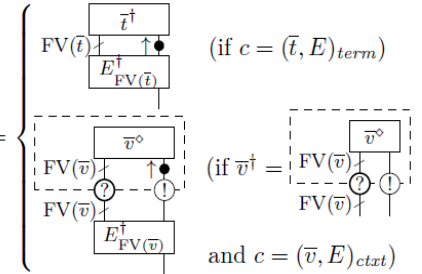 t̅†
FV(t̅) ↑ (if c = (t̅, E)term)
E†FV(t̅)
=
v̅⋄ v̅⋄
FV(v̅) ↑ (if v̅† = FV(v̅)
? ! ? !
FV(v̅) FV(v̅)
E†FV(v̅) and c = (v̅, E)ctxt)